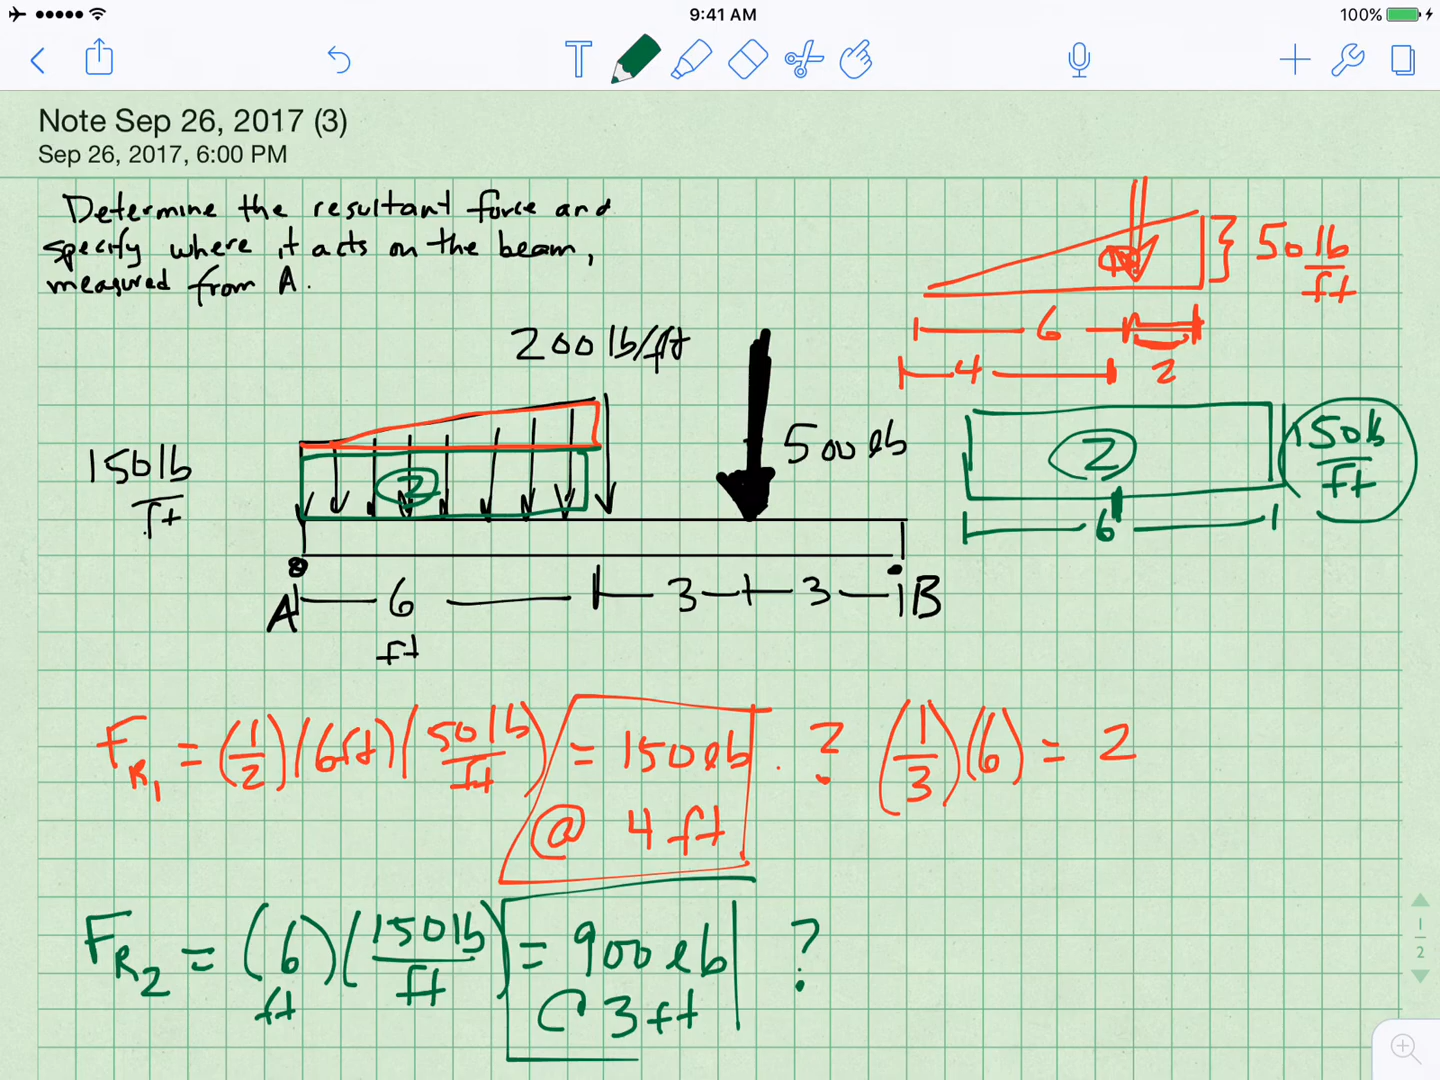 9:41 AM
100%
T
Note Sep 26, 2017 (3)
Sep 26, 2017, 6:00 PM
Determine the resultant force and
specify where it acts on the beam,
measured from A.
200 lb/ft
150 lb
ft
500 lb
2
A
6
ft
3
3
B
50 lb
ft
6
4
2
2
150 lb
ft
6
F_R1 = (1/2)(6ft)(50 lb/ft) = 150 lb . ? (1/3)(6) = 2
@ 4 ft
F_R2 = (6 ft)(150 lb/ft) = 900 lb ?
3 ft
1
2